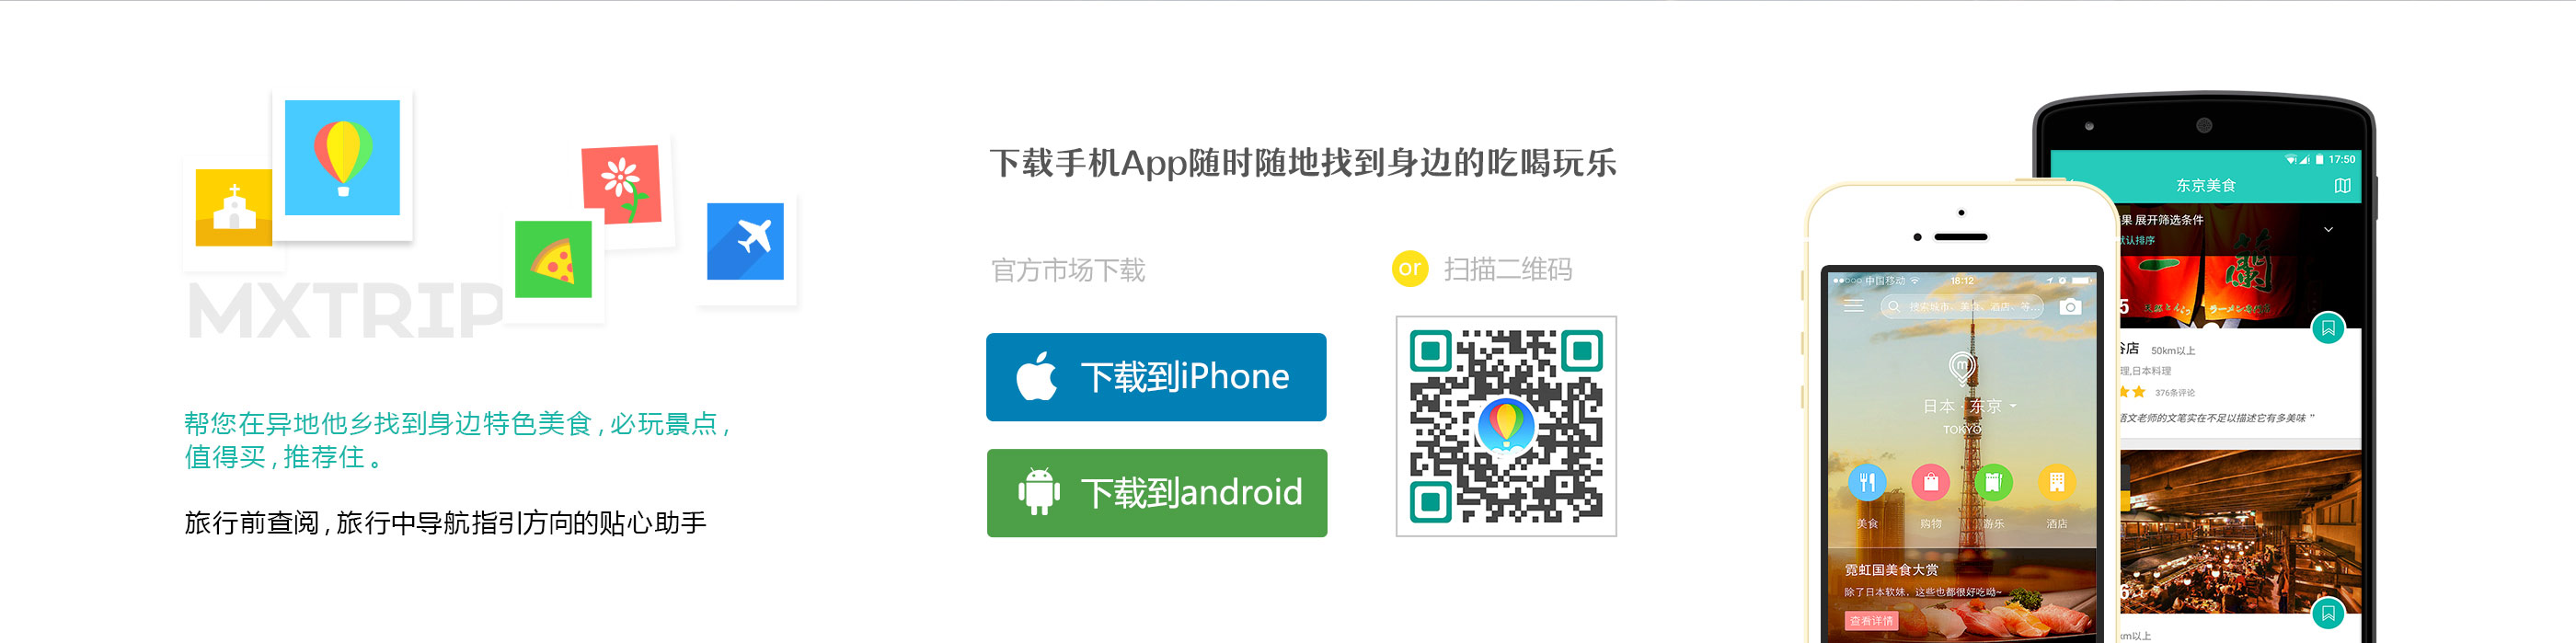 MXTRIP
帮您在异地他乡找到身边特色美食,必玩景点,
值得买,推荐住。
旅行前查阅,旅行中导航指引方向的贴心助手
下载手机App随时随地找到身边的吃喝玩乐
官方市场下载
or 扫描二维码
下载到iPhone
下载到android
中国移动 18:12
搜索城市、美食、酒店、等...
m
日本·东京
TOKYO
美食 购物 游乐 酒店
霓虹国美食大赏
除了日本软妹,这些也都很好吃呦~
查看详情
17:50
东京美食
果 展开筛选条件
默认排序
一蘭
5
谷店 50km以上
理,日本料理
376条评论
语文老师的文笔实在不足以描述它有多美味 ”
6
km以上